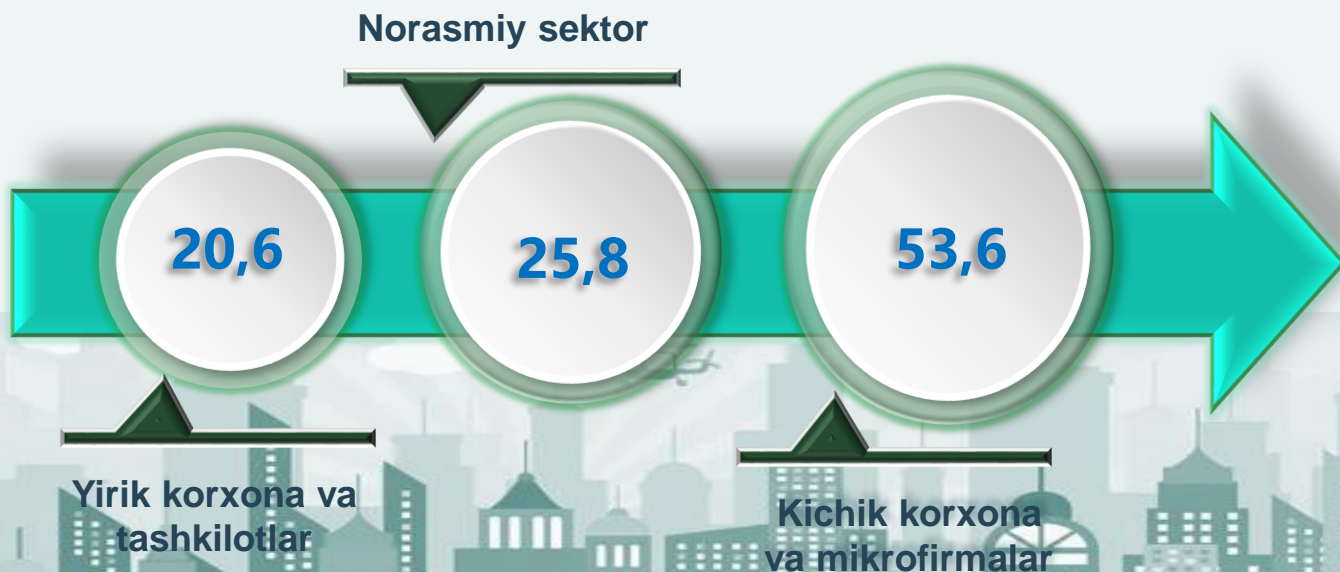 Norasmiy sektor
20,6
25,8
53,6
Yirik korxona va
tashkilotlar
Kichik korxona
va mikrofirmalar